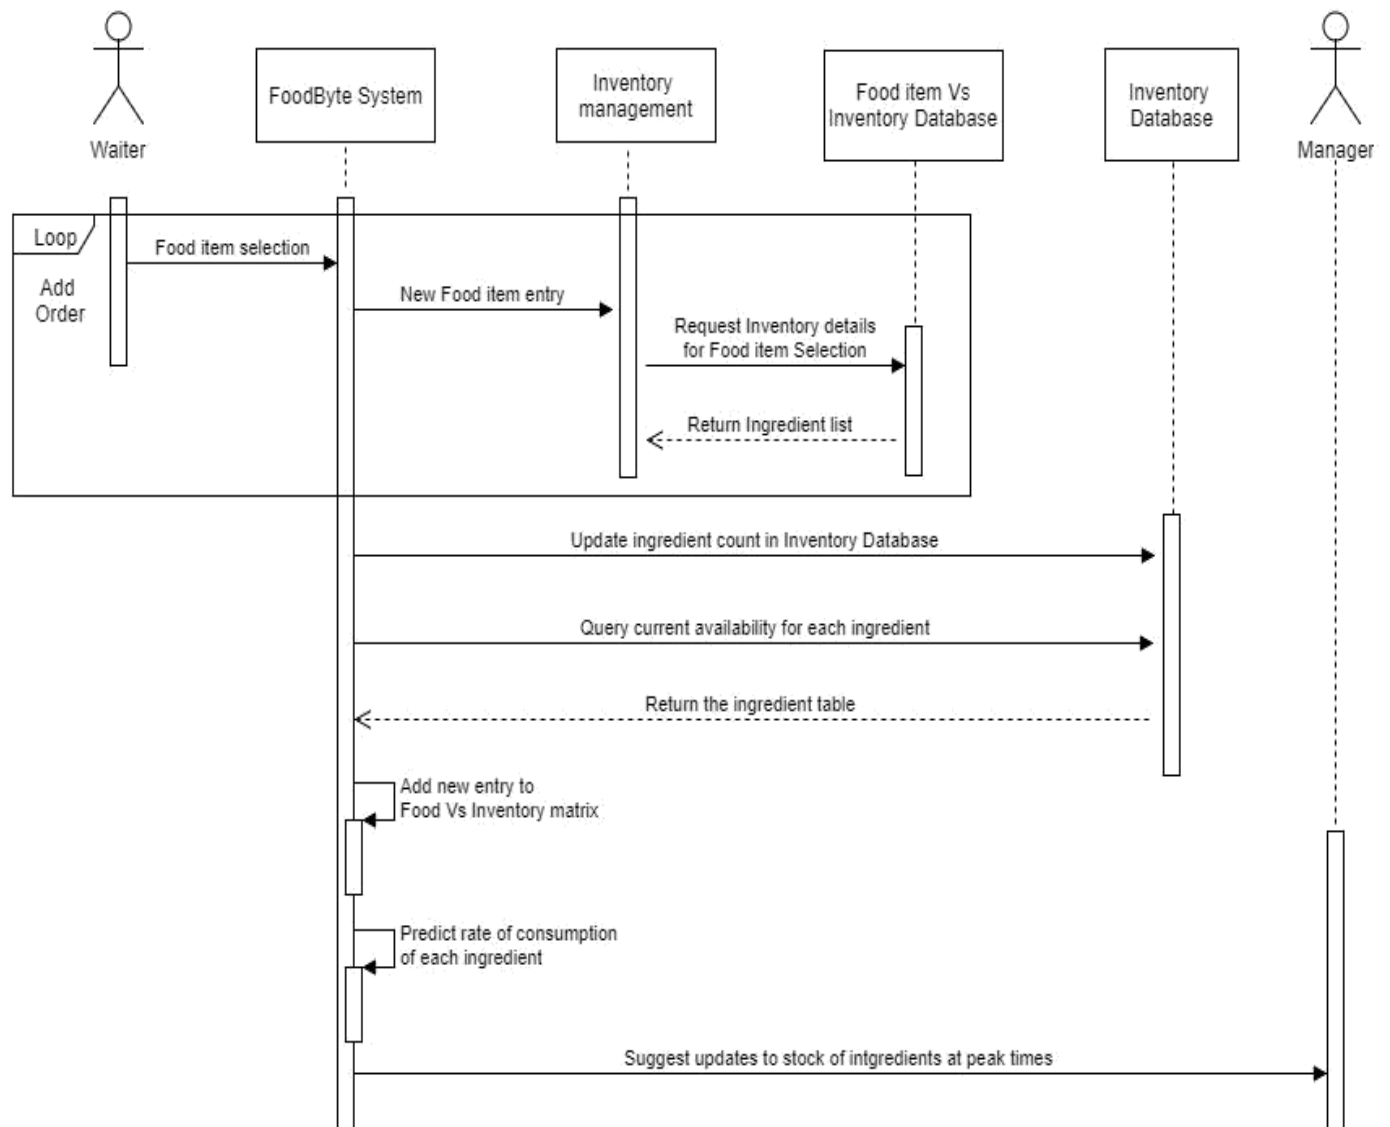 Waiter
FoodByte System
Inventory
management
Food item Vs
Inventory Database
Inventory
Database
Manager
Loop
Add
Order
Food item selection
New Food item entry
Request Inventory details
for Food item Selection
Return Ingredient list
Update ingredient count in Inventory Database
Query current availability for each ingredient
Return the ingredient table
Add new entry to
Food Vs Inventory matrix
Predict rate of consumption
of each ingredient
Suggest updates to stock of intgredients at peak times